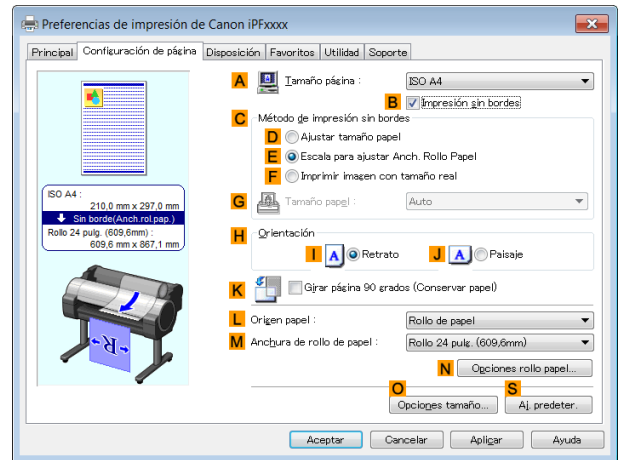 Preferencias de impresión de Canon iPFxxxx
Principal Configuración de página Disposición Favoritos Utilidad Soporte
A Tamaño página : ISO A4
B Impresión sin bordes
C Método de impresión sin bordes
D Ajustar tamaño papel
E Escala para ajustar Anch. Rollo Papel
F Imprimir imagen con tamaño real
G Tamaño papel : Auto
ISO A4 :
210,0 mm x 297,0 mm
Sin borde(Anch.rol.pap.)
Rollo 24 pulg. (609,6mm) :
609,6 mm x 867,1 mm
H Orientación
I A Retrato J A Paisaje
K Girar página 90 grados (Conservar papel)
L Origen papel : Rollo de papel
M Anchura de rollo de papel : Rollo 24 pulg. (609,6mm)
N Opciones rollo papel...
O S
Opciones tamaño... Aj. predeter.
R
Aceptar Cancelar Aplicar Ayuda